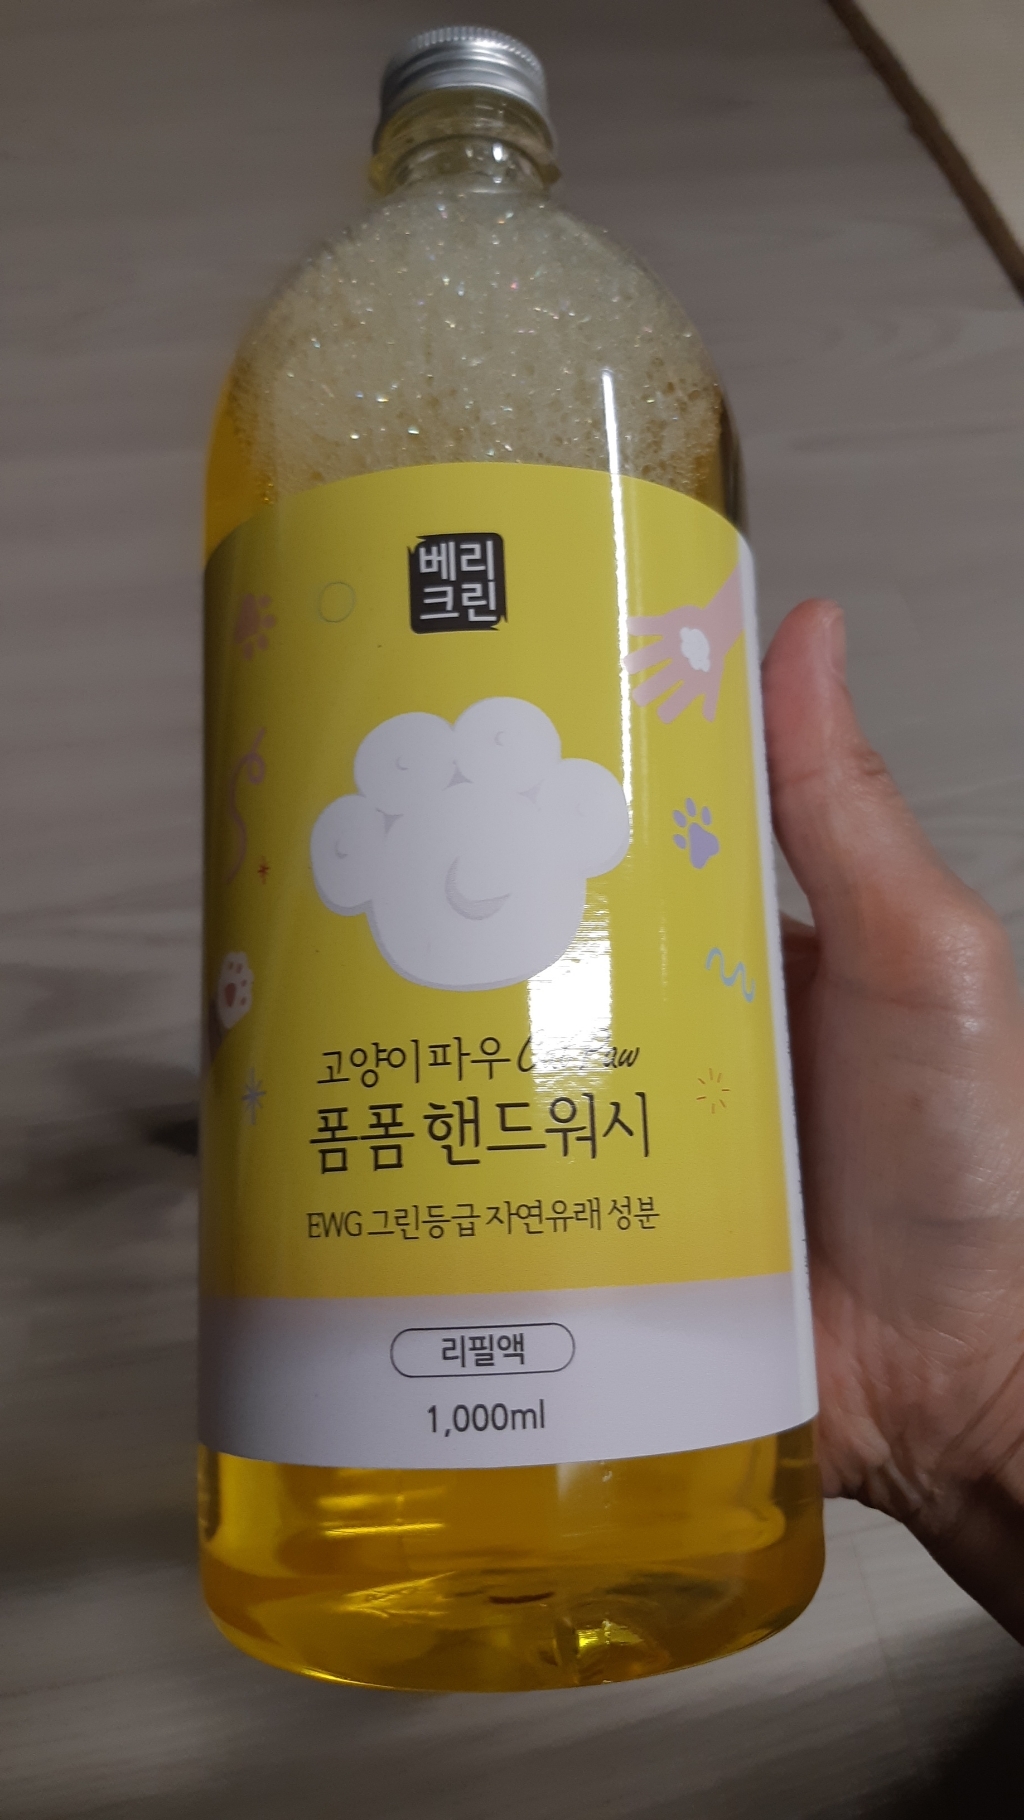 베리
크린
고양이 파우
폼폼 핸드워시
EWG 그린등급 자연유래 성분
리필액
1,000ml